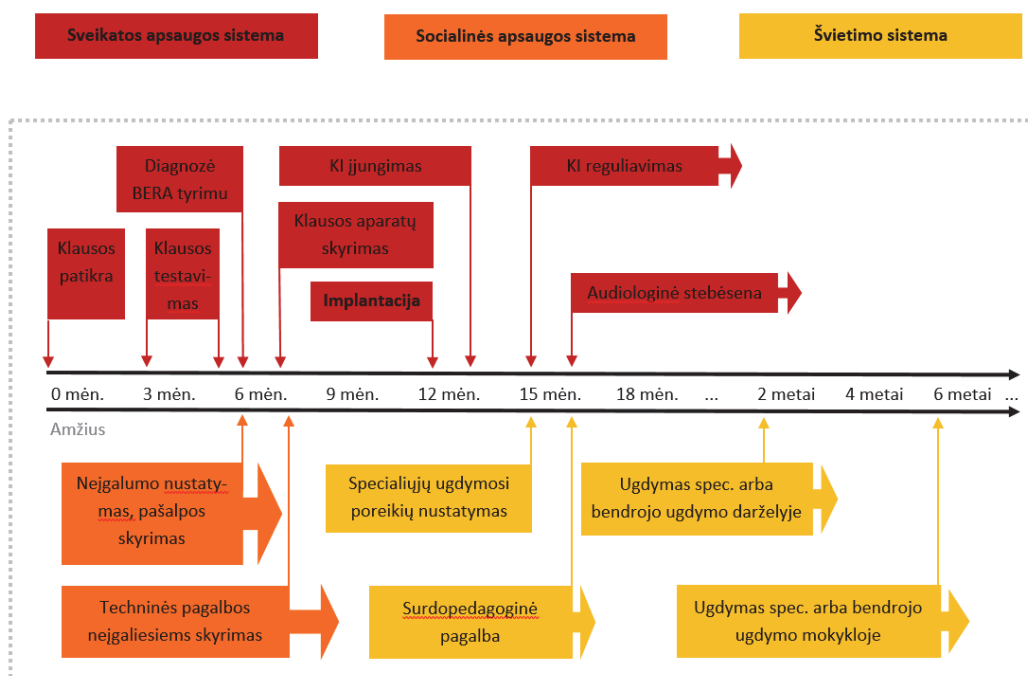 Sveikatos apsaugos sistema
Socialinės apsaugos sistema
Švietimo sistema
Diagnozė
BERA tyrimu
KI įjungimas
KI reguliavimas
Klausos
patikra
Klausos
testavi-
mas
Klausos aparatų
skyrimas
Implantacija
Audiologinė stebėsena
0 mėn.
3 mėn.
6 mėn.
9 mėn.
12 mėn.
15 mėn.
18 mėn.
...
2 metai
4 metai
6 metai
...
Amžius
Neįgalumo nustaty-
mas, pašalpos
skyrimas
Specialiųjų ugdymosi
poreikių nustatymas
Ugdymas spec. arba
bendrojo ugdymo darželyje
Techninės pagalbos
neįgaliesiems skyrimas
Surdopedagoginė
pagalba
Ugdymas spec. arba bendrojo
ugdymo mokykloje